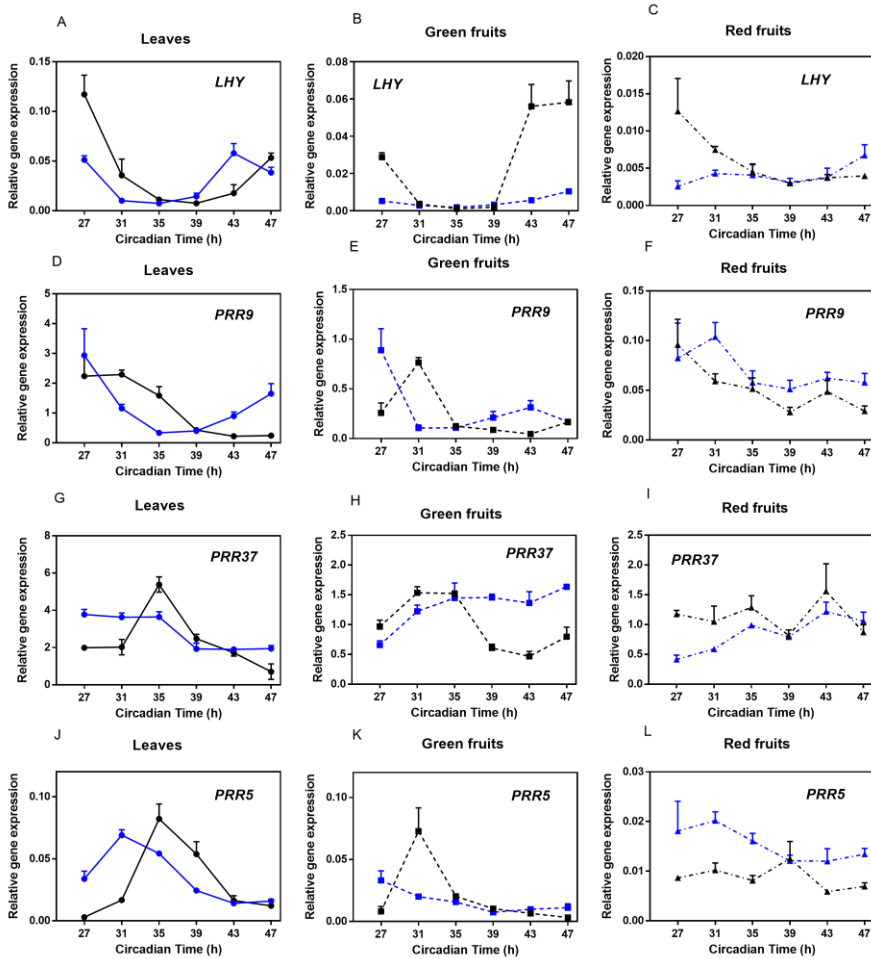 A
Leaves
LHY
Relative gene expression
0.15
0.10
0.05
0.00
27 31 35 39 43 47
Circadian Time (h)
B
Green fruits
LHY
Relative gene expression
0.08
0.06
0.04
0.02
0.00
27 31 35 39 43 47
Circadian Time (h)
C
Red fruits
LHY
Relative gene expression
0.020
0.015
0.010
0.005
0.000
27 31 35 39 43 47
Circadian Time (h)
D
Leaves
PRR9
Relative gene expression
5
4
3
2
1
0
27 31 35 39 43 47
Circadian Time (h)
E
Green fruits
PRR9
Relative gene expression
1.5
1.0
0.5
0.0
27 31 35 39 43 47
Circadian Time (h)
F
Red fruits
PRR9
Relative gene expression
0.15
0.10
0.05
0.00
27 31 35 39 43 47
Circadian Time (h)
G
Leaves
PRR37
Relative gene expression
8
6
4
2
0
27 31 35 39 43 47
Circadian Time (h)
H
Green fruits
PRR37
Relative gene expression
2.5
2.0
1.5
1.0
0.5
0.0
27 31 35 39 43 47
Circadian Time (h)
I
Red fruits
PRR37
Relative gene expression
2.5
2.0
1.5
1.0
0.5
0.0
27 31 35 39 43 47
Circadian Time (h)
J
Leaves
PRR5
Relative gene expression
0.10
0.05
0.00
27 31 35 39 43 47
Circadian Time (h)
K
Green fruits
PRR5
Relative gene expression
0.10
0.05
0.00
27 31 35 39 43 47
Circadian Time (h)
L
Red fruits
PRR5
Relative gene expression
0.03
0.02
0.01
0.00
27 31 35 39 43 47
Circadian Time (h)